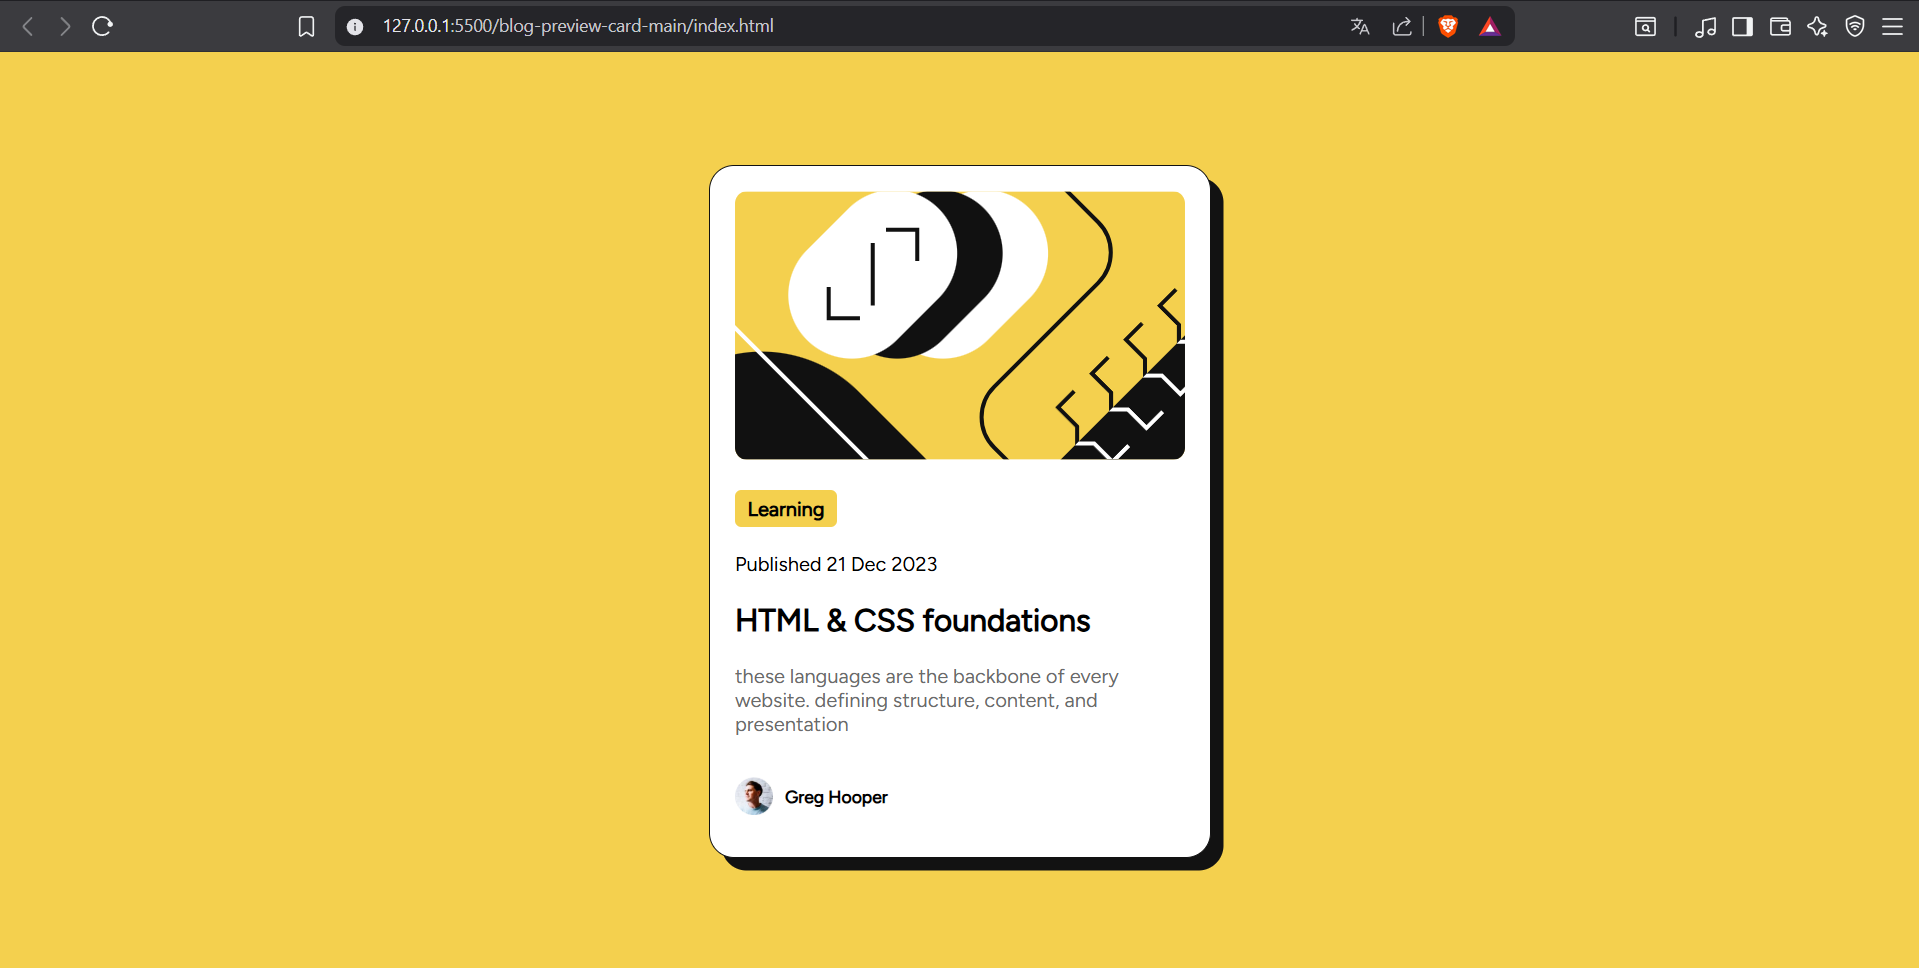 127.0.0.1:5500/blog-preview-card-main/index.html
Learning
Published 21 Dec 2023
HTML & CSS foundations
these languages are the backbone of every
website. defining structure, content, and
presentation
Greg Hooper